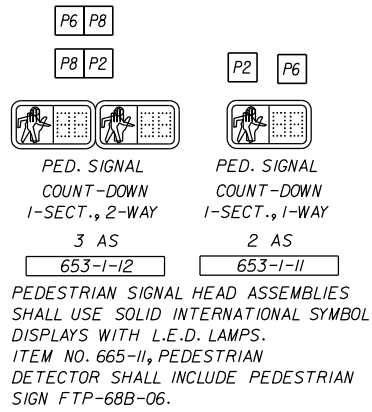 P6 P8
P8 P2
P2 P6
PED. SIGNAL
COUNT-DOWN
1-SECT., 2-WAY
3 AS
653-1-12
PED. SIGNAL
COUNT-DOWN
1-SECT., 1-WAY
2 AS
653-1-11
PEDESTRIAN SIGNAL HEAD ASSEMBLIES
SHALL USE SOLID INTERNATIONAL SYMBOL
DISPLAYS WITH L.E.D. LAMPS.
ITEM NO. 665-11, PEDESTRIAN
DETECTOR SHALL INCLUDE PEDESTRIAN
SIGN FTP-68B-06.